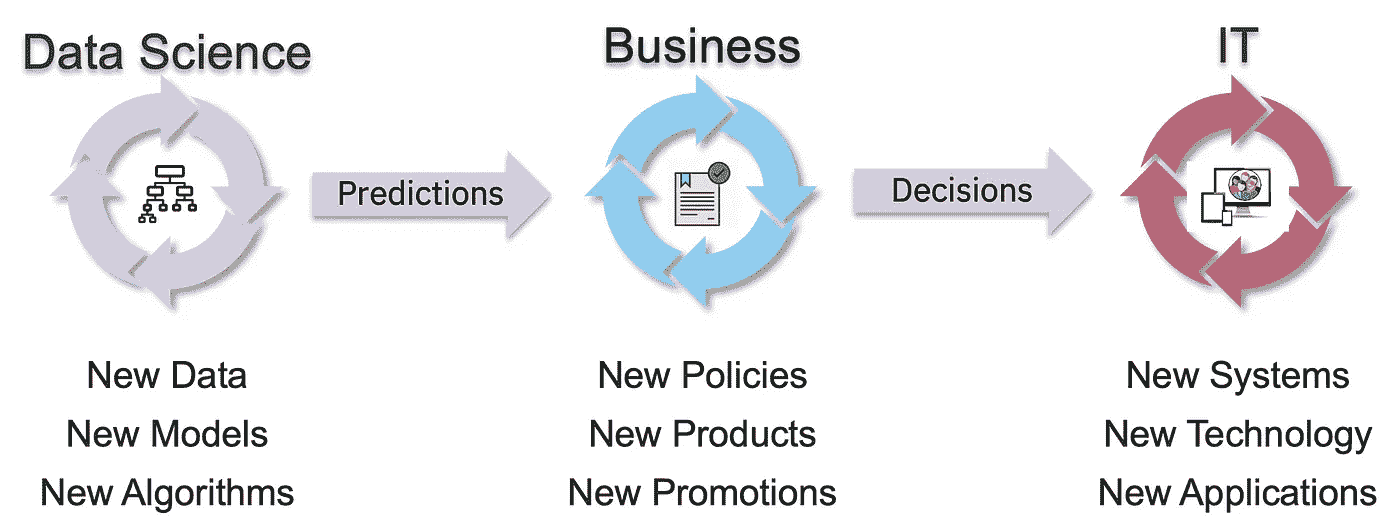 Data Science
Business
IT
Predictions
Decisions
New Data
New Models
New Algorithms
New Policies
New Products
New Promotions
New Systems
New Technology
New Applications